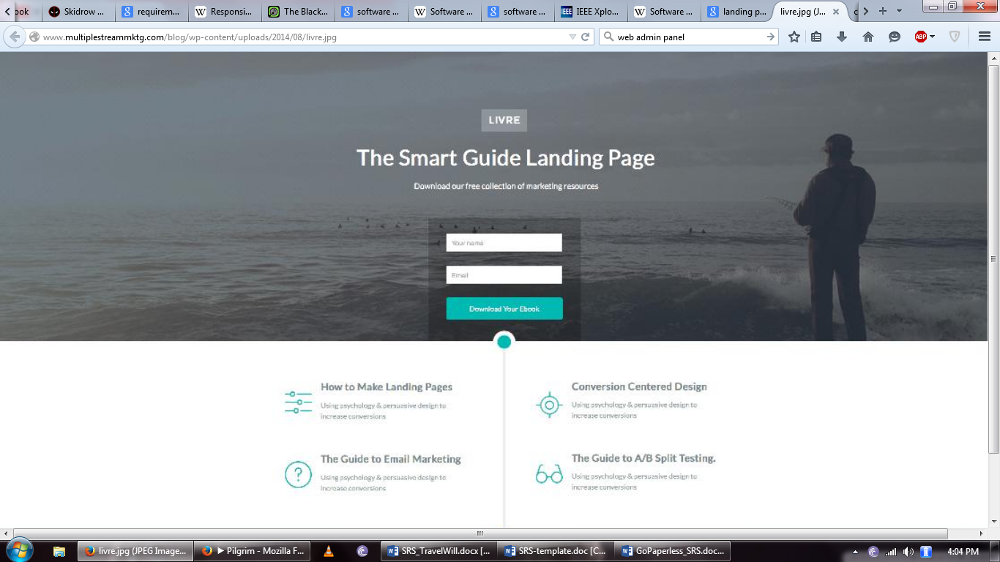 ook
Skidrow ...
requirem...
Responsi...
The Black...
software ...
Software ...
software ...
IEEE Xplo...
Software ...
landing p...
livre.jpg (J...
www.multiplestreammktg.com/blog/wp-content/uploads/2014/08/livre.jpg
web admin panel
ABP
LIVRE
The Smart Guide Landing Page
Download our free collection of marketing resources
Your name
Email
Download Your Ebook
How to Make Landing Pages
Using psychology & persuasive design to
increase conversions
Conversion Centered Design
Using psychology & persuasive design to
increase conversions
The Guide to Email Marketing
Using psychology & persuasive design to
increase conversions
The Guide to A/B Split Testing.
Using psychology & persuasive design to
increase conversions
livre.jpg (JPEG Image...
Pilgrim - Mozilla F...
SRS_TravelWill.docx [...
SRS-template.doc [C...
GoPaperless_SRS.doc...
4:04 PM